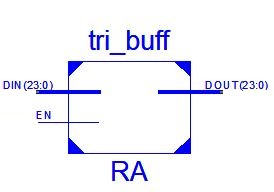 tri_buff
DIN(23:0)
DOUT(23:0)
EN
RA